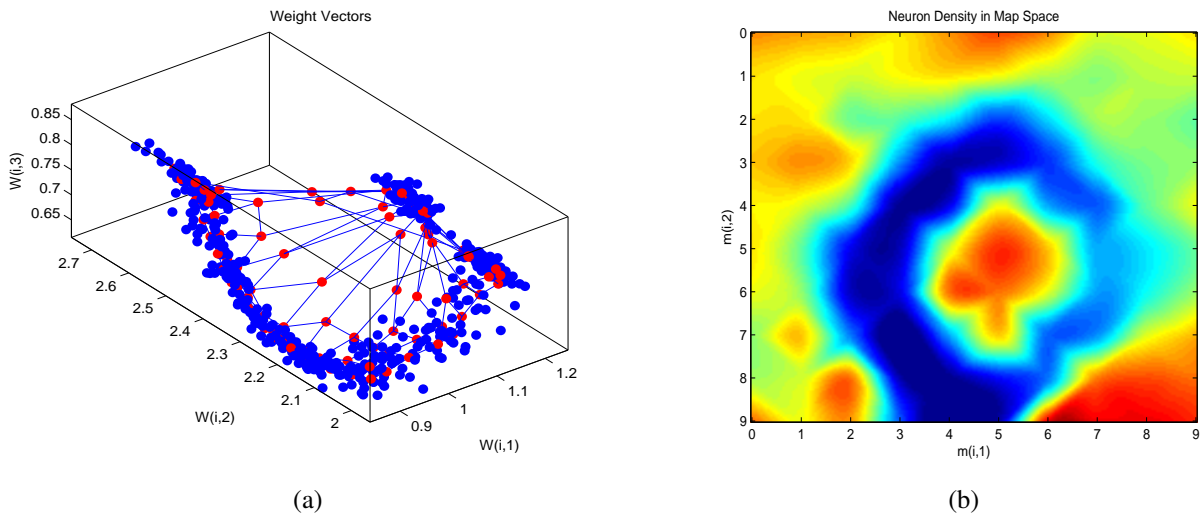 Weight Vectors
0.85
0.8
0.75
0.7
0.65
W(i,3)
2.7
2.6
2.5
2.4
2.3
2.2
2.1
2
W(i,2)
0.9
1
1.1
1.2
W(i,1)
(a)
Neuron Density in Map Space
0
1
2
3
4
5
6
7
8
9
m(i,2)
0 1 2 3 4 5 6 7 8 9
m(i,1)
(b)